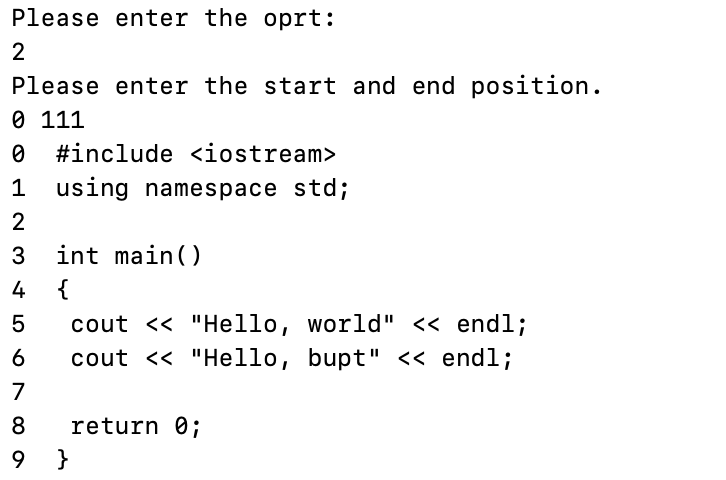 Please enter the oprt:
2
Please enter the start and end position.
0 111
0  #include <iostream>
1  using namespace std;
2
3  int main()
4  {
5   cout << "Hello, world" << endl;
6   cout << "Hello, bupt" << endl;
7
8   return 0;
9  }